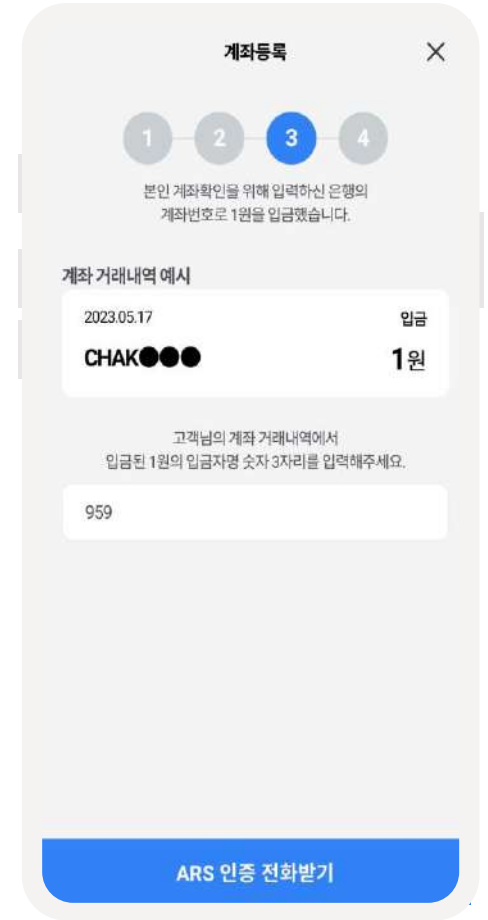 계좌등록
1 2 3 4
본인 계좌확인을 위해 입력하신 은행의
계좌번호로 1원을 입금했습니다.
계좌 거래내역 예시
2023.05.17 입금
CHAK●●● 1원
고객님의 계좌 거래내역에서
입금된 1원의 입금자명 숫자 3자리를 입력해주세요.
959
ARS 인증 전화받기